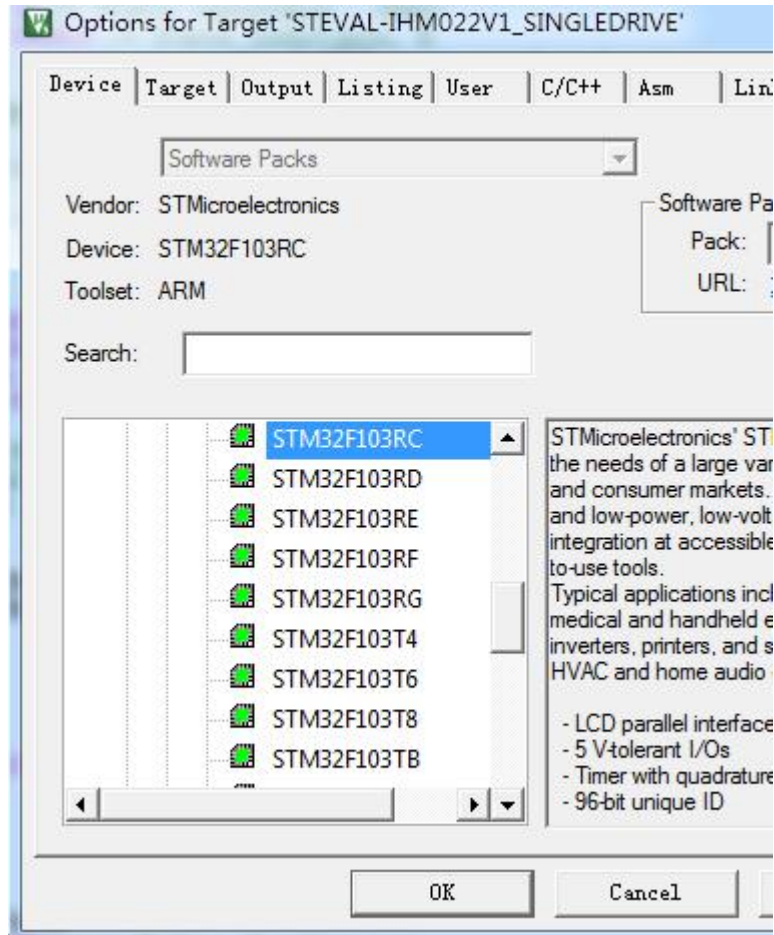 Options for Target 'STEVAL-IHM022V1_SINGLEDRIVE'
Device Target Output Listing User C/C++ Asm
Software Packs
Vendor: STMicroelectronics
Software
Device: STM32F103RC
Pack:
Toolset: ARM
URL:
Search:
STM32F103RC
STM32F103RD
STM32F103RE
STM32F103RF
STM32F103RG
STM32F103T4
STM32F103T6
STM32F103T8
STM32F103TB
STMicroelectronics'
the needs of a large
and consumer markets.
and low-power,
integration at accessible
to-use tools.
Typical applications
medical and handheld
inverters, printers, and
HVAC and home audio
- LCD parallel interface
- 5 V-tolerant I/Os
- Timer with quadrature
- 96-bit unique ID
OK Cancel